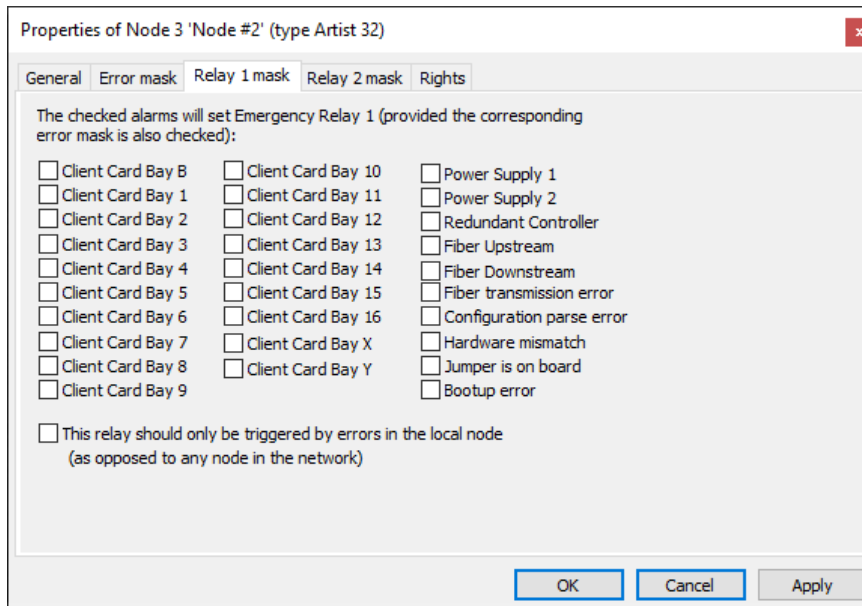 Properties of Node 3 'Node #2' (type Artist 32)
x
General
Error mask
Relay 1 mask
Relay 2 mask
Rights
The checked alarms will set Emergency Relay 1 (provided the corresponding
error mask is also checked):
Client Card Bay B
Client Card Bay 1
Client Card Bay 2
Client Card Bay 3
Client Card Bay 4
Client Card Bay 5
Client Card Bay 6
Client Card Bay 7
Client Card Bay 8
Client Card Bay 9
Client Card Bay 10
Client Card Bay 11
Client Card Bay 12
Client Card Bay 13
Client Card Bay 14
Client Card Bay 15
Client Card Bay 16
Client Card Bay X
Client Card Bay Y
Power Supply 1
Power Supply 2
Redundant Controller
Fiber Upstream
Fiber Downstream
Fiber transmission error
Configuration parse error
Hardware mismatch
Jumper is on board
Bootup error
This relay should only be triggered by errors in the local node
(as opposed to any node in the network)
OK
Cancel
Apply